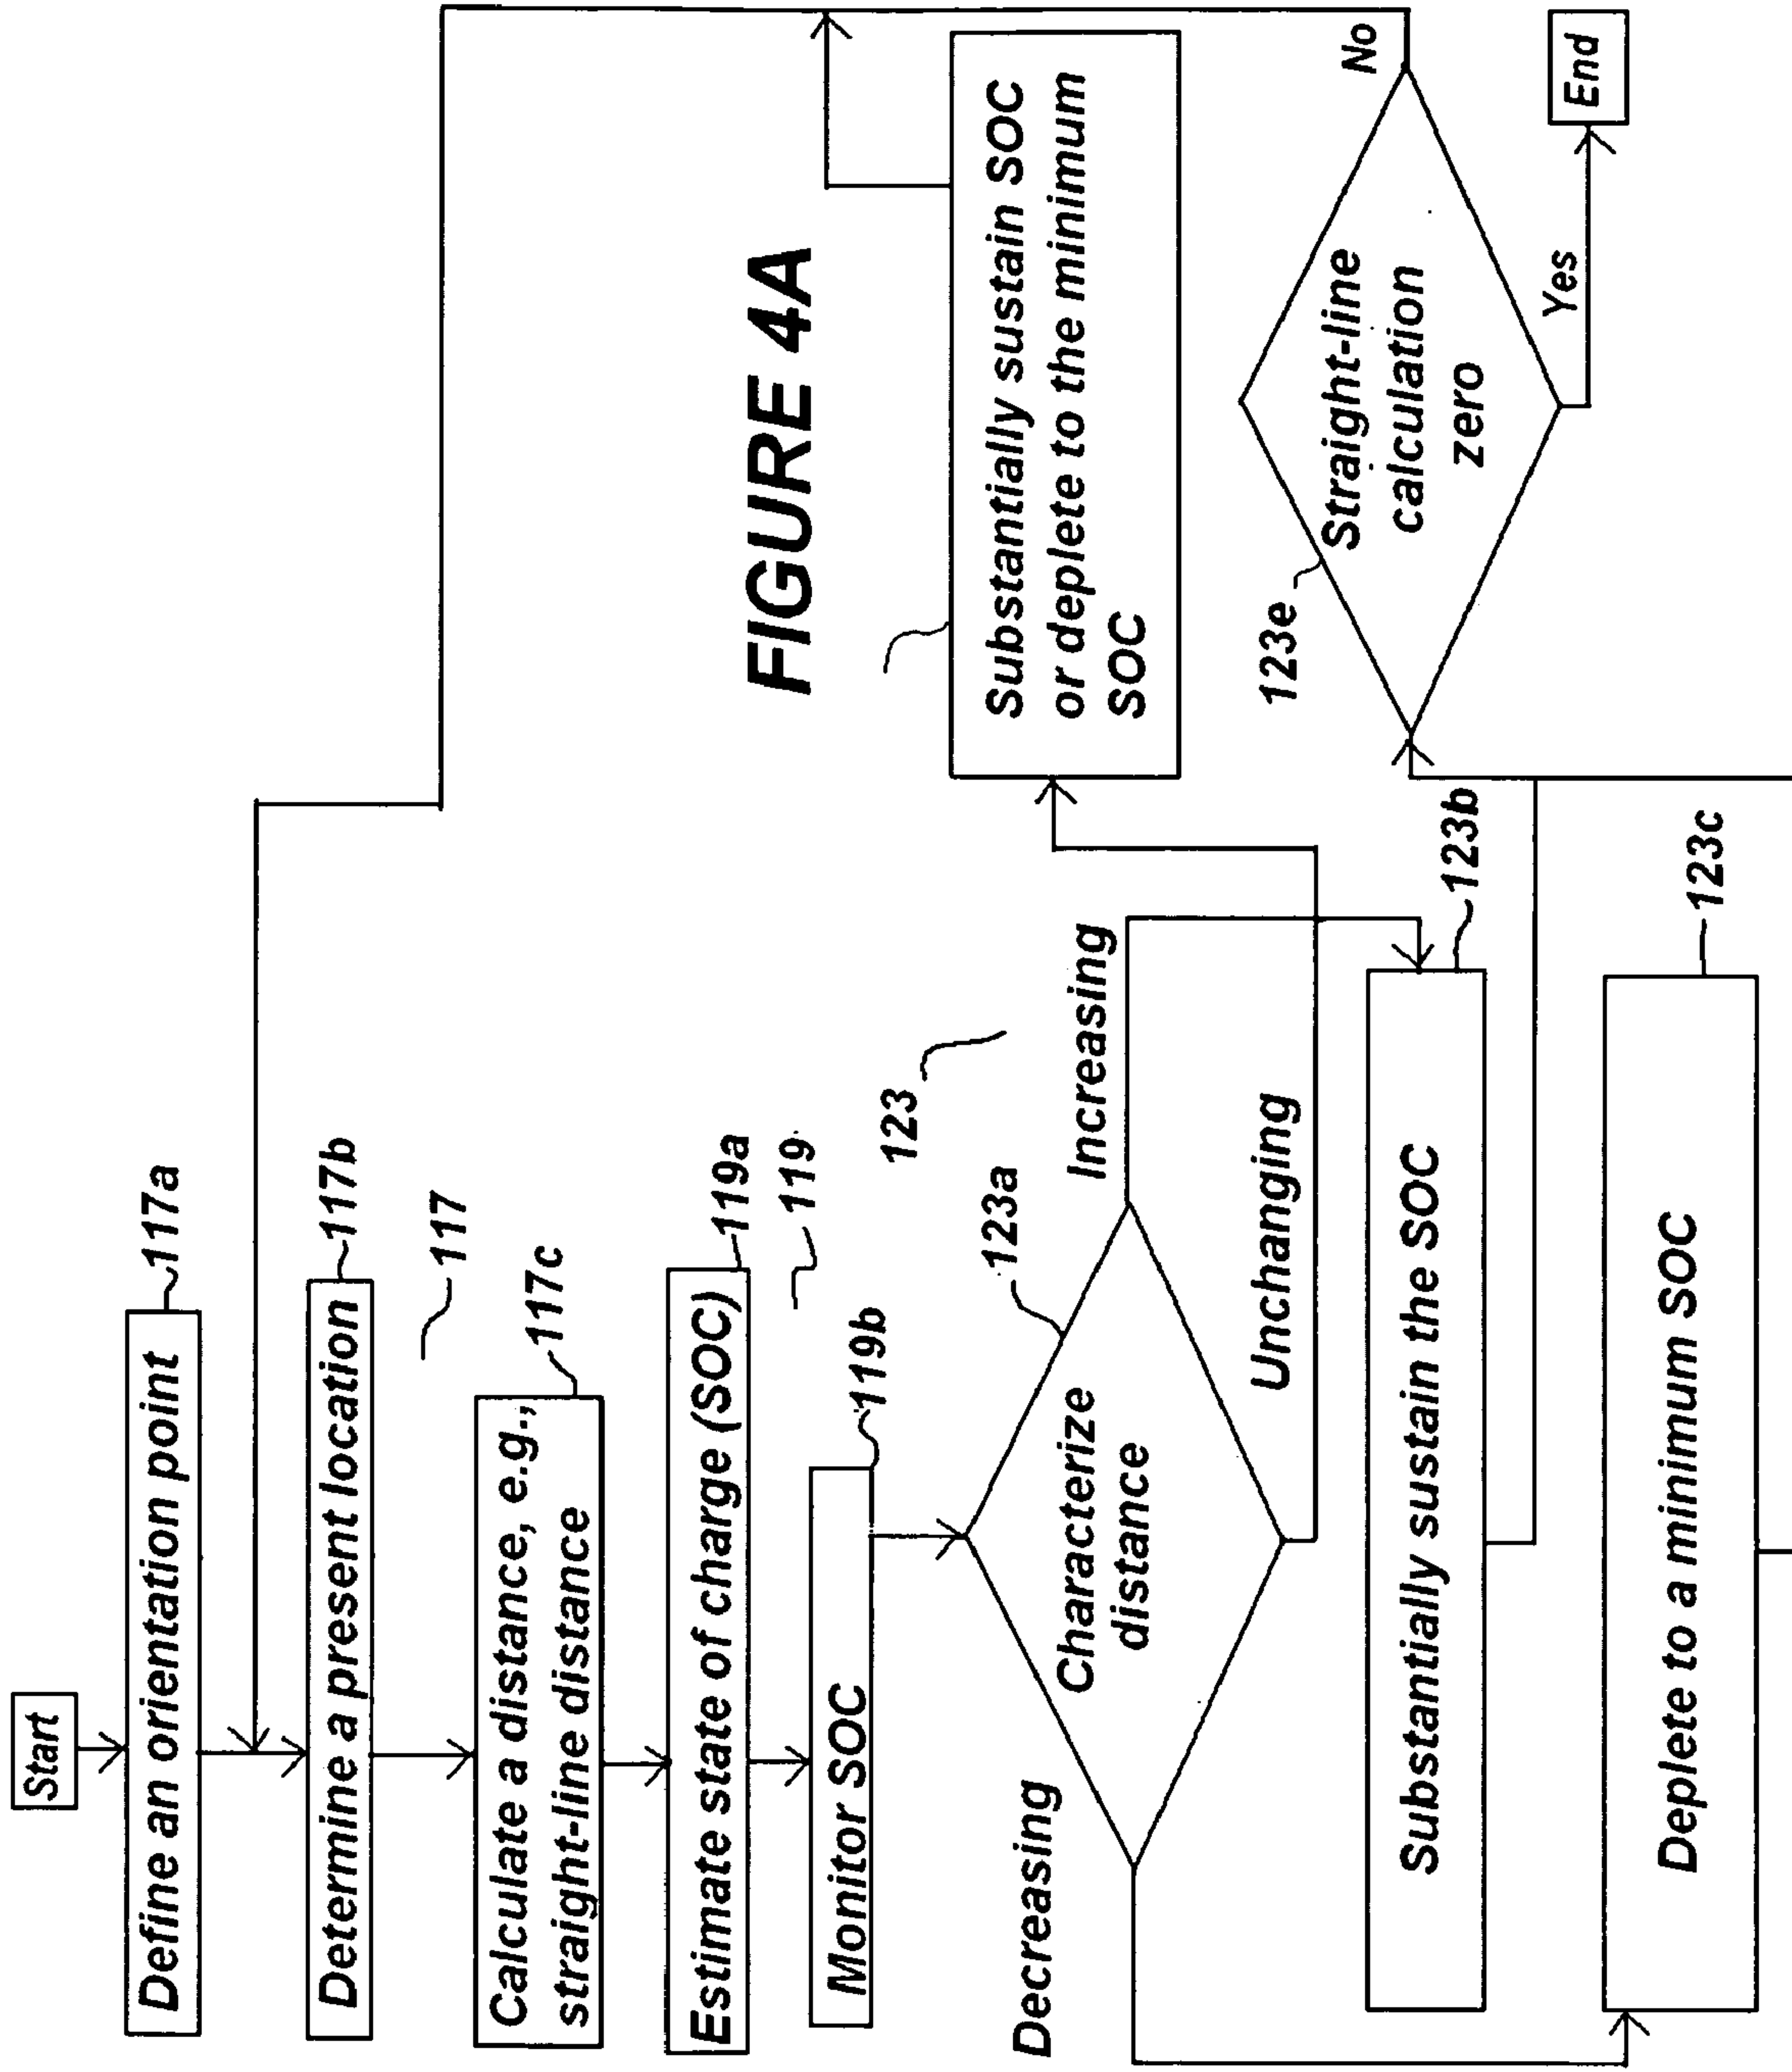 Start
Define an orientation point
117a
Determine a present location
117b
117
Calculate a distance, e.g.,
straight-line distance
117c
Estimate state of charge (SOC)
119a
119
Monitor SOC
119b
123
Characterize
distance
123a
Decreasing
Increasing
Unchanging
Substantially sustain the SOC
123b
Deplete to a minimum SOC
123c
FIGURE 4A
Substantially sustain SOC
or deplete to the minimum
SOC
123e
Straight-line
calculation
zero
No
Yes
End